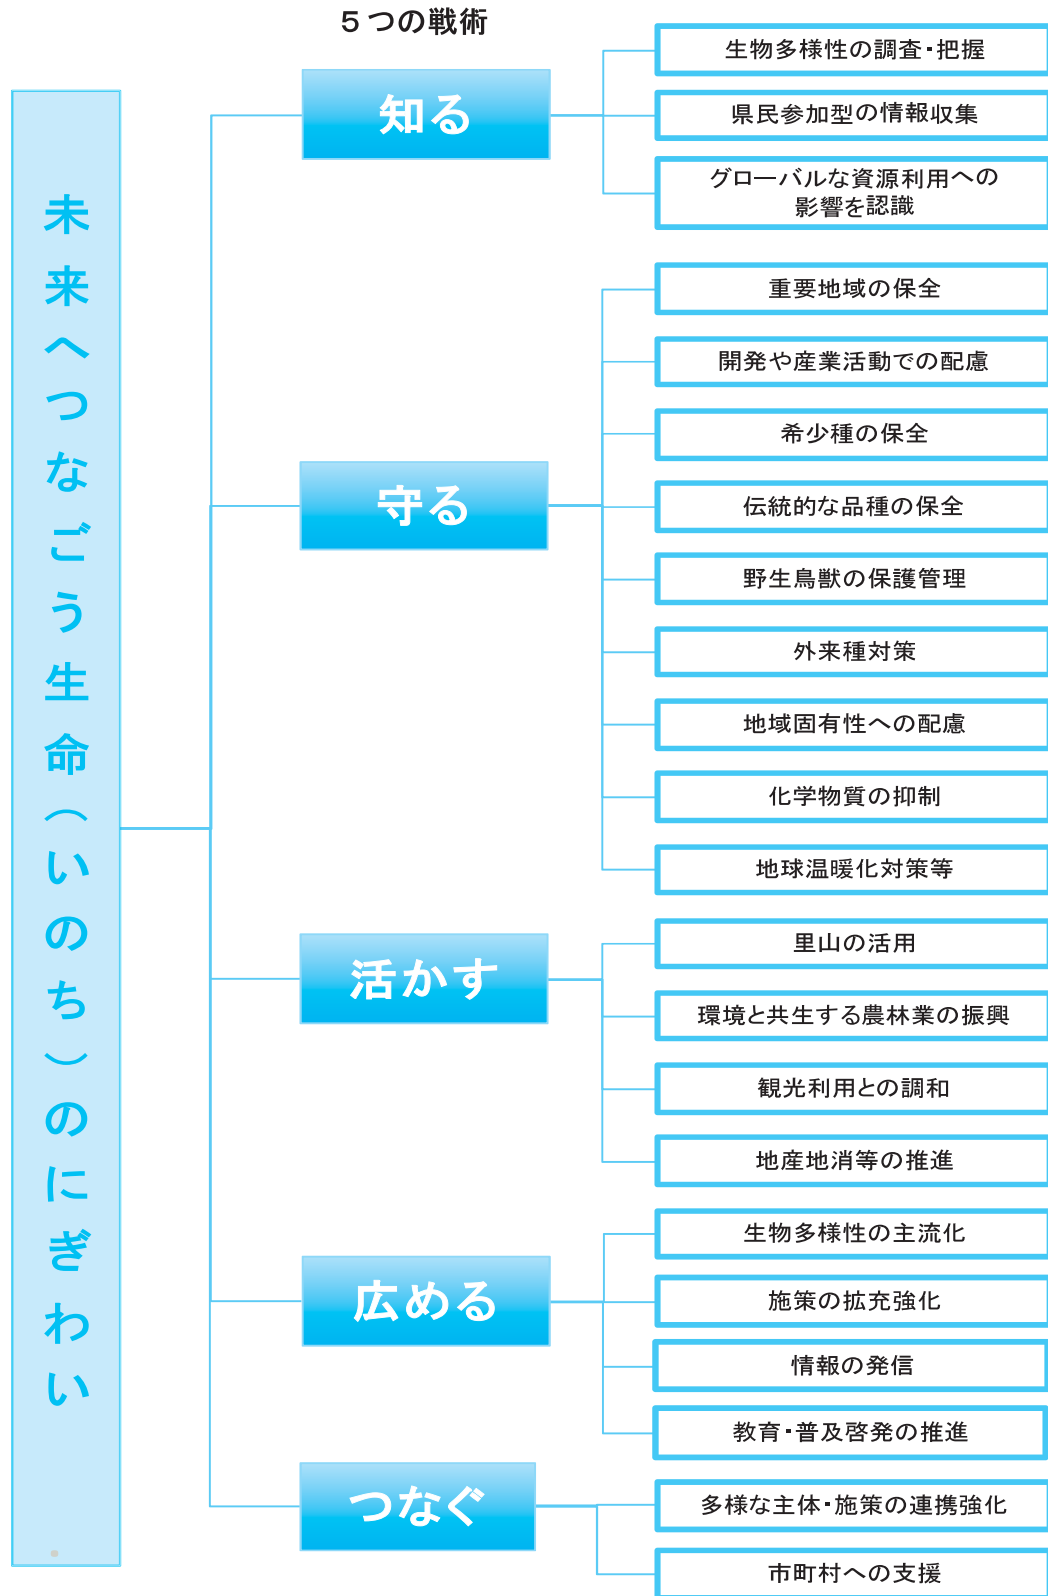 5つの戦術
未来へつなごう生命（いのち）のにぎわい
知る
生物多様性の調査・把握
県民参加型の情報収集
グローバルな資源利用への
影響を認識
守る
重要地域の保全
開発や産業活動での配慮
希少種の保全
伝統的な品種の保全
野生鳥獣の保護管理
外来種対策
地域固有性への配慮
化学物質の抑制
地球温暖化対策等
活かす
里山の活用
環境と共生する農林業の振興
観光利用との調和
地産地消等の推進
広める
生物多様性の主流化
施策の拡充強化
情報の発信
教育・普及啓発の推進
つなぐ
多様な主体・施策の連携強化
市町村への支援